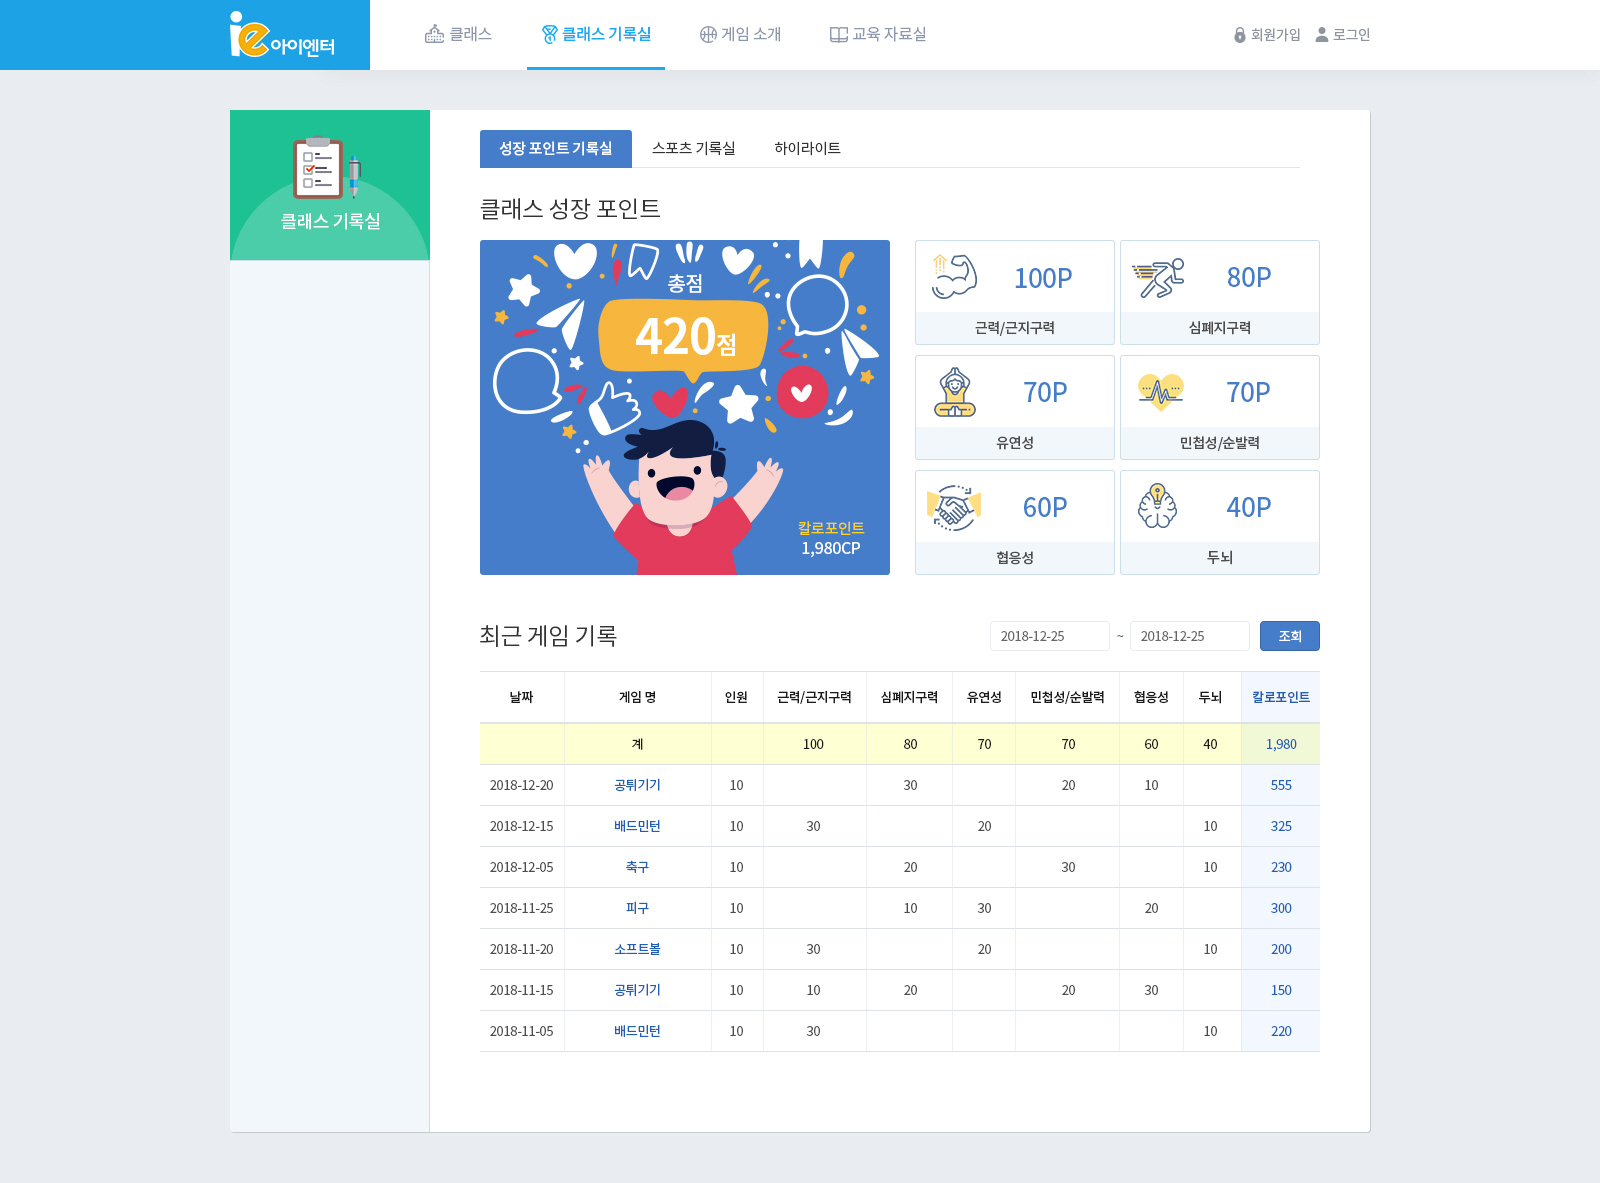 ie 아이엔터
클래스 클래스 기록실 게임 소개 교육 자료실 회원가입 로그인
클래스 기록실
성장 포인트 기록실 스포츠 기록실 하이라이트
클래스 성장 포인트
총점
420점
칼로포인트
1,980CP
100P
근력/근지구력
80P
심폐지구력
70P
유연성
70P
민첩성/순발력
60P
협응성
40P
두뇌
최근 게임 기록 2018-12-25 ~ 2018-12-25 조회
날짜 게임 명 인원 근력/근지구력 심폐지구력 유연성 민첩성/순발력 협응성 두뇌 칼로포인트
계 100 80 70 70 60 40 1,980
2018-12-20 공튀기기 10 30 20 10 555
2018-12-15 배드민턴 10 30 20 10 325
2018-12-05 축구 10 20 30 10 230
2018-11-25 피구 10 10 30 20 300
2018-11-20 소프트볼 10 30 20 10 200
2018-11-15 공튀기기 10 10 20 20 30 150
2018-11-05 배드민턴 10 30 10 220